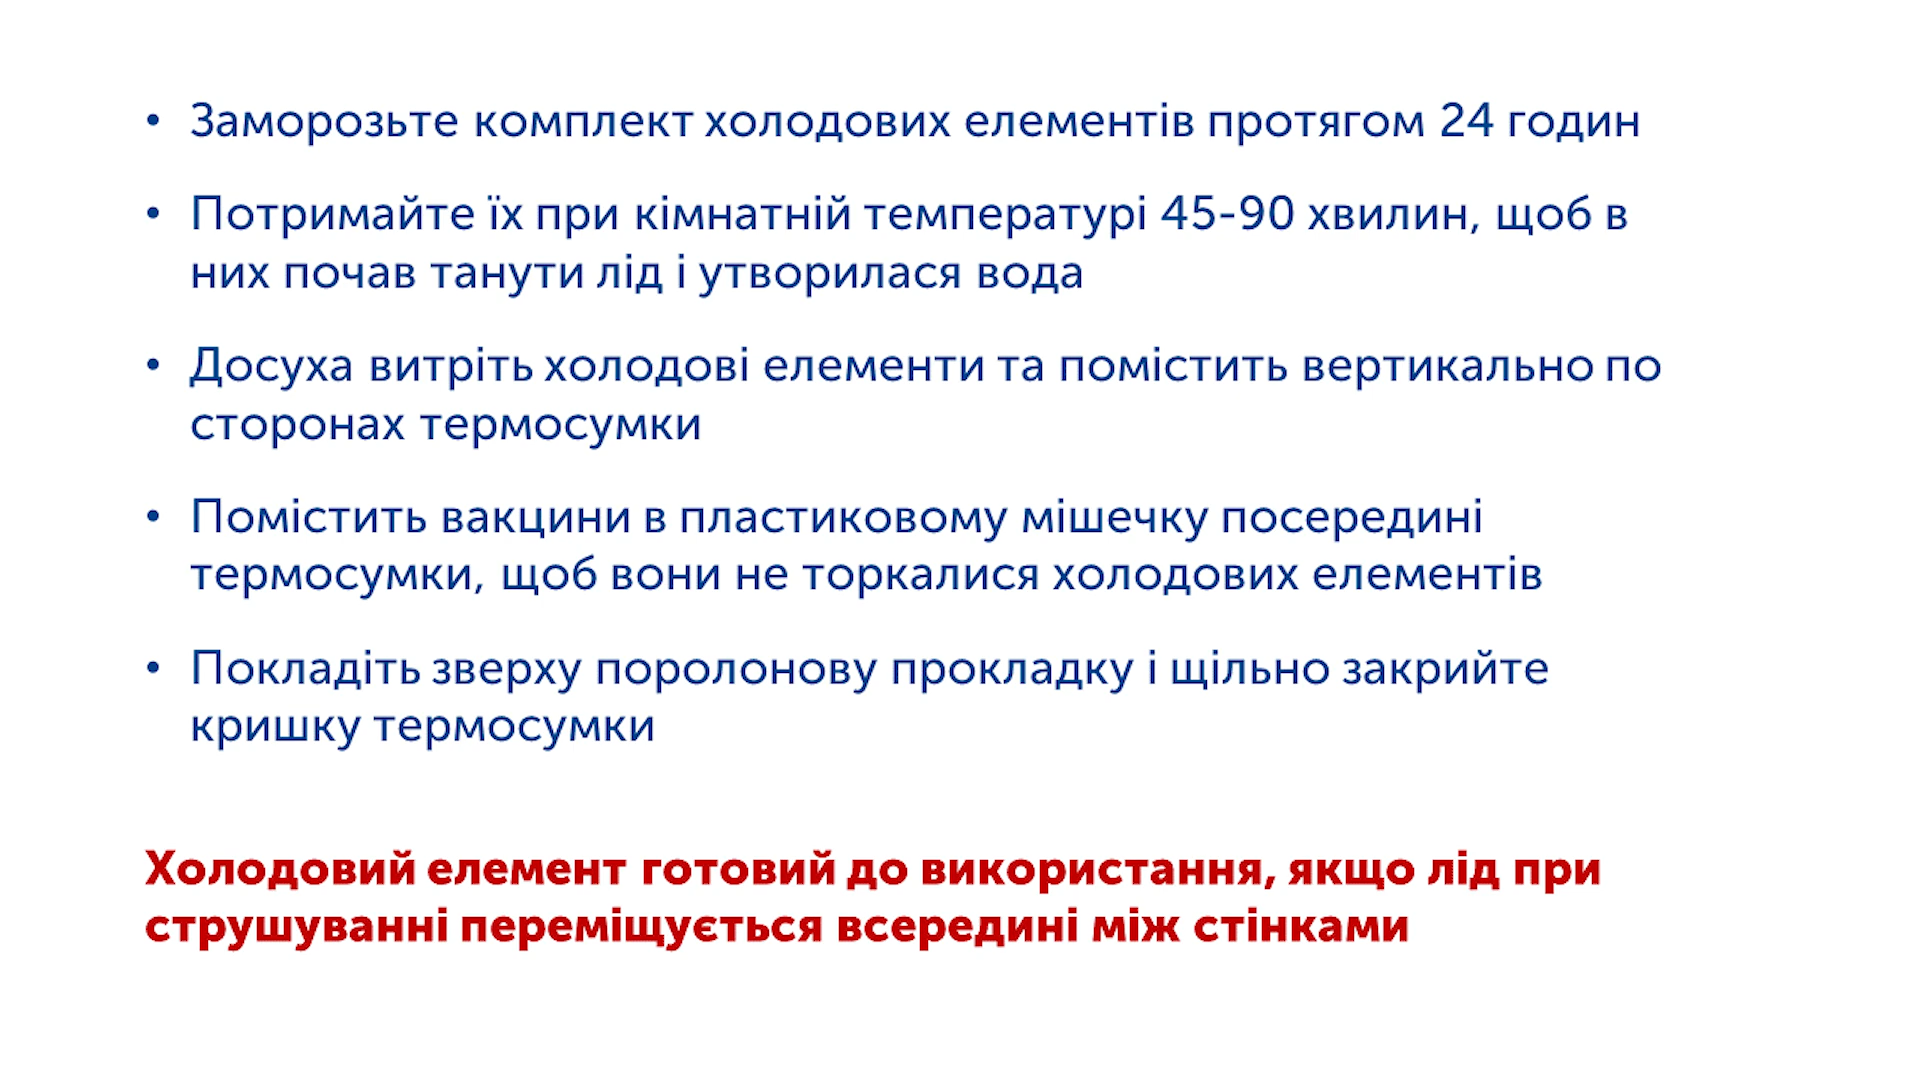 • Заморозьте комплект холодових елементів протягом 24 годин
• Потримайте їх при кімнатній температурі 45-90 хвилин, щоб в
них почав танути лід і утворилася вода
• Досуха витріть холодові елементи та помістить вертикально по
сторонах термосумки
• Помістить вакцини в пластиковому мішечку посередині
термосумки, щоб вони не торкалися холодових елементів
• Покладіть зверху поролонову прокладку і щільно закрийте
кришку термосумки
Холодовий елемент готовий до використання, якщо лід при
струшуванні переміщується всередині між стінками